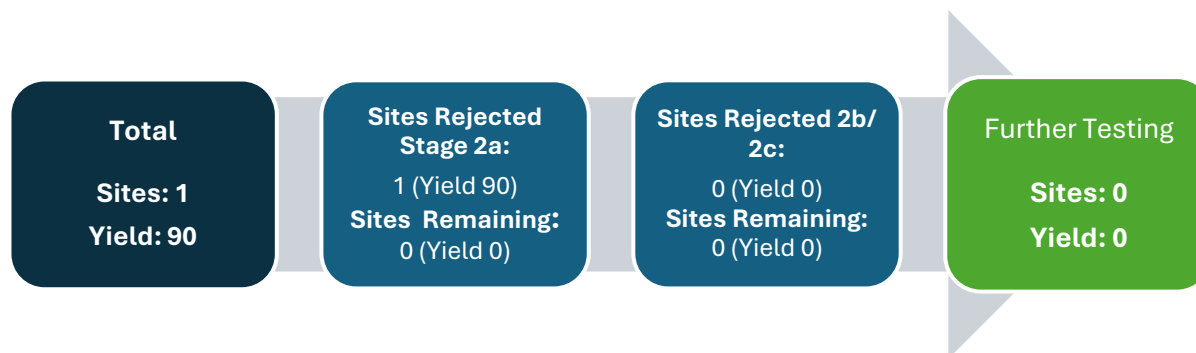 Total
Sites: 1
Yield: 90
Sites Rejected
Stage 2a:
1 (Yield 90)
Sites Remaining:
0 (Yield 0)
Sites Rejected 2b/
2c:
0 (Yield 0)
Sites Remaining:
0 (Yield 0)
Further Testing
Sites: 0
Yield: 0